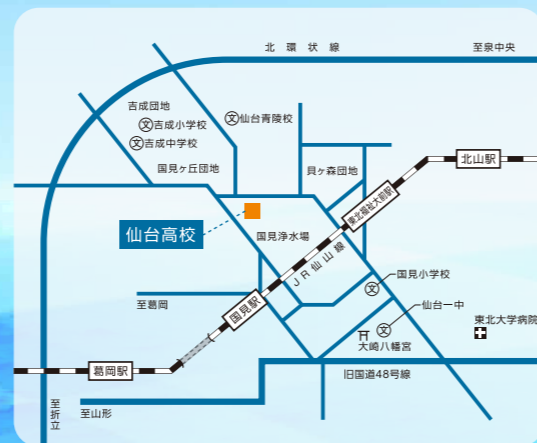 北環状線
至泉中央
吉成団地
文仙台青陵校
文吉成小学校
文吉成中学校
貝ヶ森団地
北山駅
国見ヶ丘団地
東北福祉大前駅
仙台高校
国見浄水場
JR仙山線
国見小学校
文
至葛岡
国見駅
仙台一中
文
東北大学病院
大崎八幡宮
葛岡駅
旧国道48号線
至折立
至山形